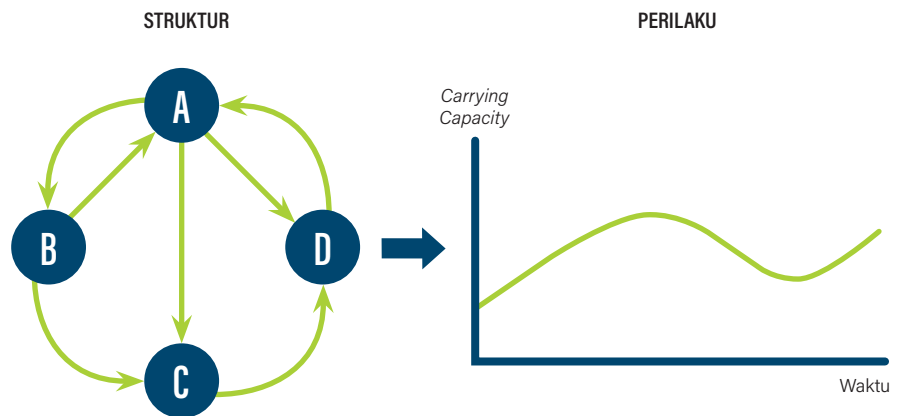 STRUKTUR
PERILAKU
A
B
D
C
Carrying
Capacity
Waktu